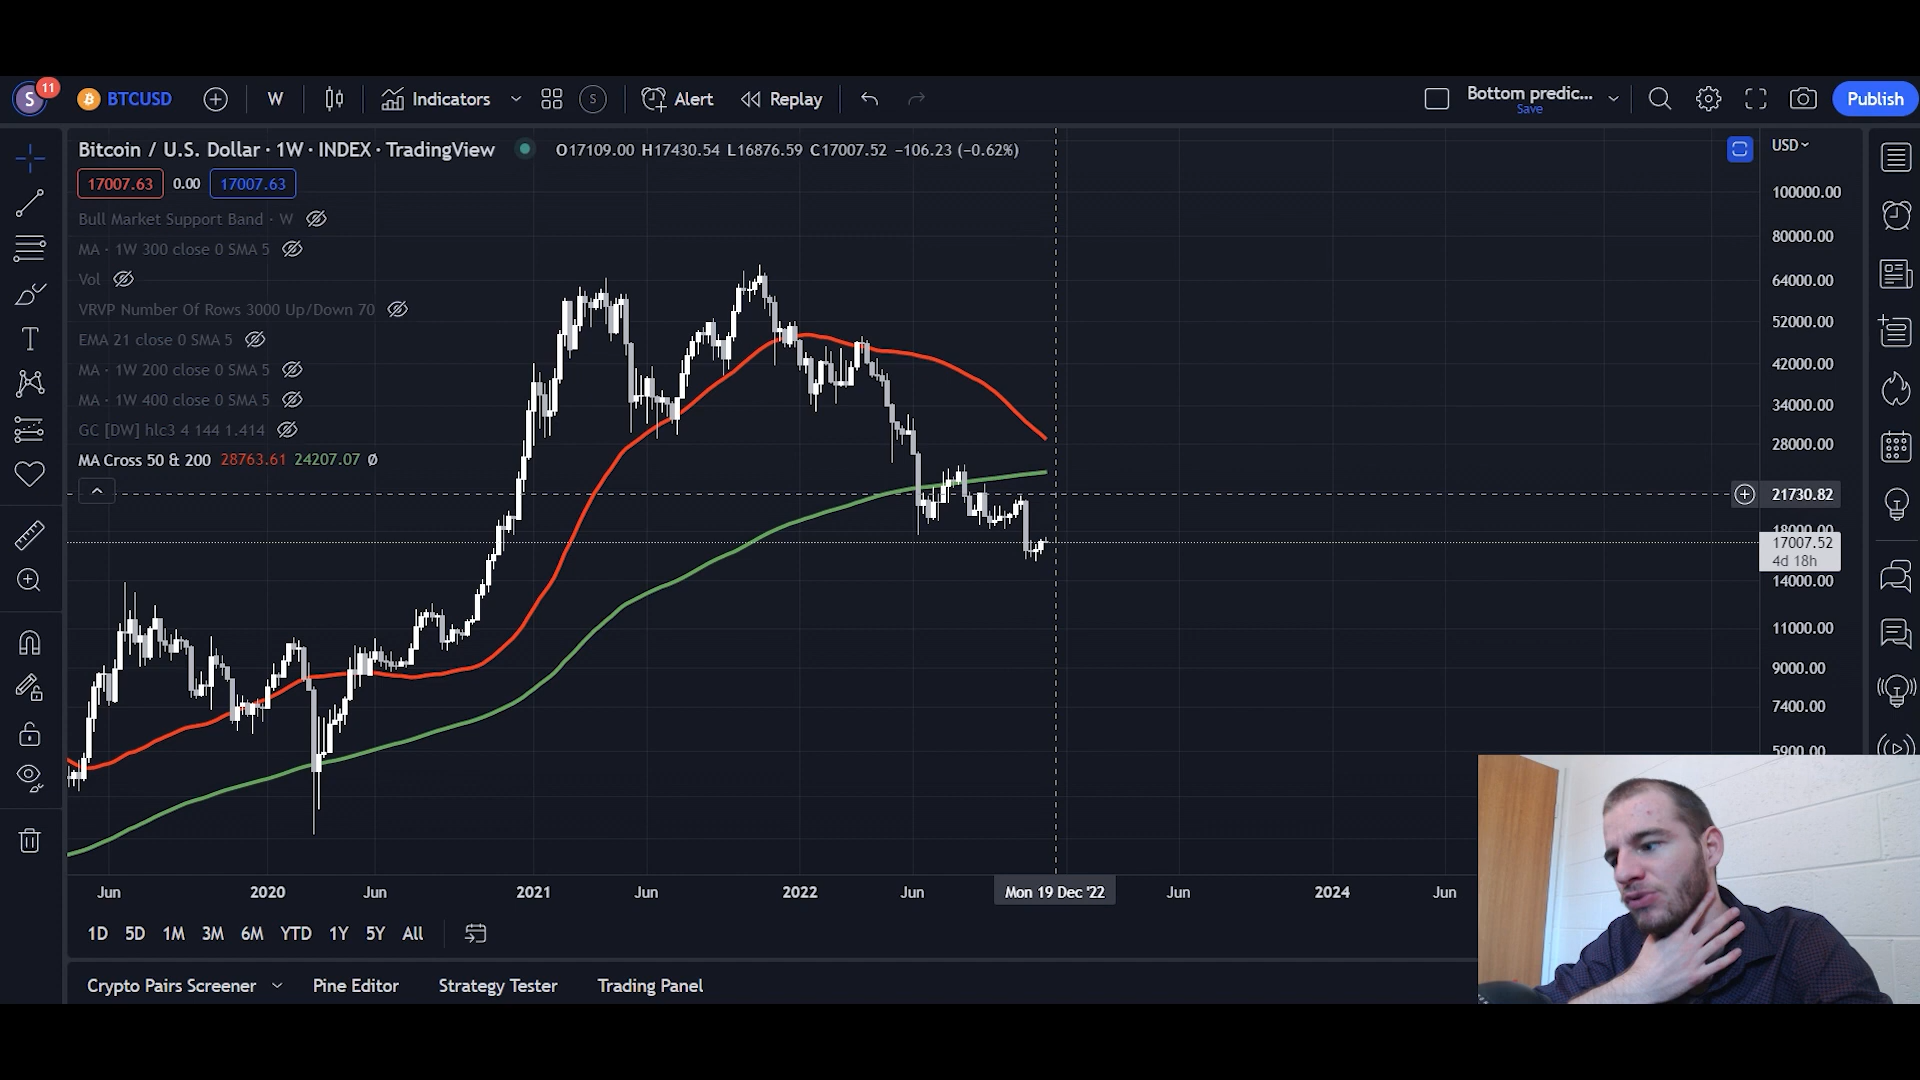 S 11 BTCUSD W Indicators S Alert Replay Bottom predic... Save Publish
Bitcoin / U.S. Dollar · 1W · INDEX · TradingView O17109.00 H17430.54 L16876.59 C17007.52 −106.23 (−0.62%) USD
17007.63 0.00 17007.63
Bull Market Support Band · W
MA · 1W 300 close 0 SMA 5
Vol
VRVP Number Of Rows 3000 Up/Down 70
EMA 21 close 0 SMA 5
MA · 1W 200 close 0 SMA 5
MA · 1W 400 close 0 SMA 5
GC [DW] hlc3 4 144 1.414
MA Cross 50 & 200 28763.61 24207.07 Ø
100000.00
80000.00
64000.00
52000.00
42000.00
34000.00
28000.00
21730.82
18000.00
17007.52
4d 18h
14000.00
11000.00
9000.00
7400.00
5900.00
Jun 2020 Jun 2021 Jun 2022 Jun Mon 19 Dec '22 Jun 2024 Jun
1D 5D 1M 3M 6M YTD 1Y 5Y All
Crypto Pairs Screener Pine Editor Strategy Tester Trading Panel